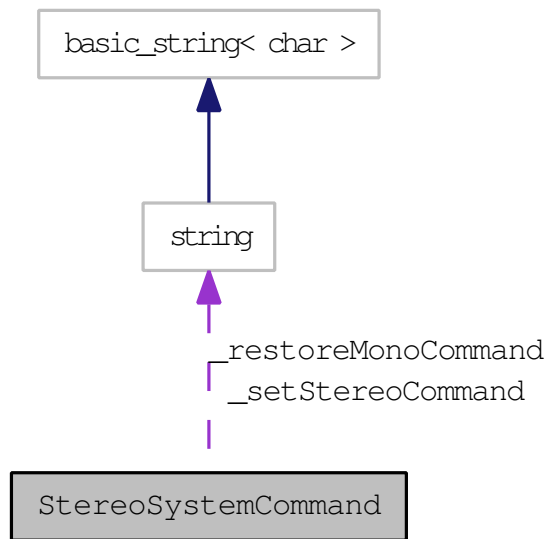 basic_string< char >
string
_restoreMonoCommand
_setStereoCommand
StereoSystemCommand